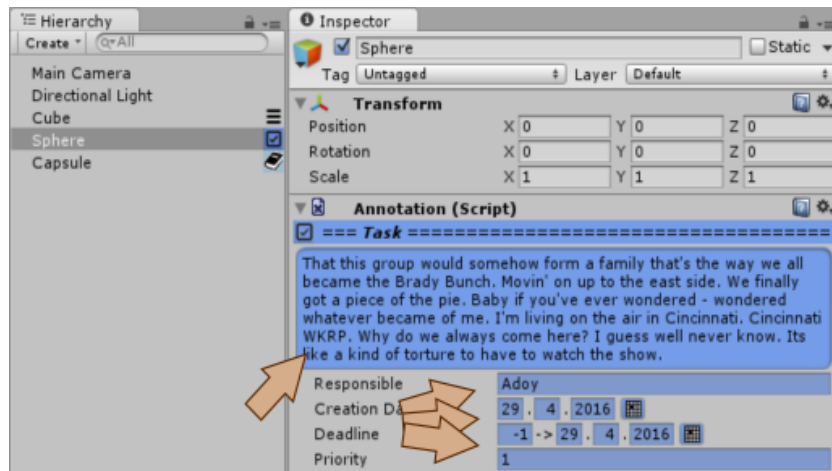 Hierarchy
Create
All
Main Camera
Directional Light
Cube
Sphere
Capsule
Inspector
Sphere
Static
Tag Untagged Layer Default
Transform
Position X 0 Y 0 Z 0
Rotation X 0 Y 0 Z 0
Scale X 1 Y 1 Z 1
Annotation (Script)
=== Task ===================================
That this group would somehow form a family that's the way we all
became the Brady Bunch. Movin' on up to the east side. We finally
got a piece of the pie. Baby if you've ever wondered - wondered
whatever became of me. I'm living on the air in Cincinnati. Cincinnati
WKRP. Why do we always come here? I guess well never know. Its
like a kind of torture to have to watch the show.
Responsible Adoy
Creation 29 . 4 . 2016
Deadline -1 -> 29 . 4 . 2016
Priority 1